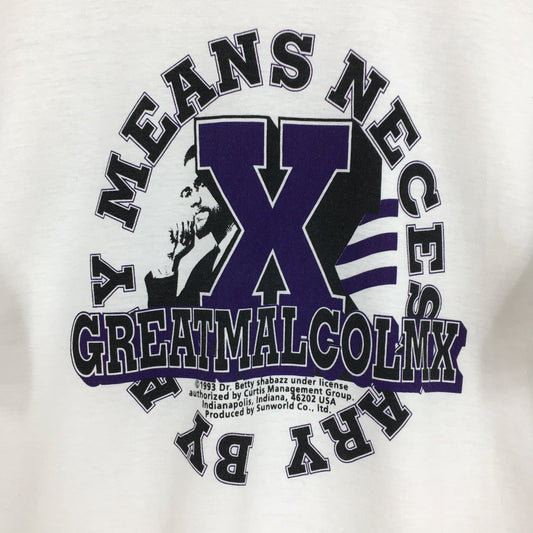 BY ANY MEANS NECESSARY
X
GREATMALCOLMX
©1993 Dr. Betty shabazz under license
authorized by Curtis Management Group,
Indianapolis, Indiana, 46202 USA
Produced by Sunworld Co., ltd.